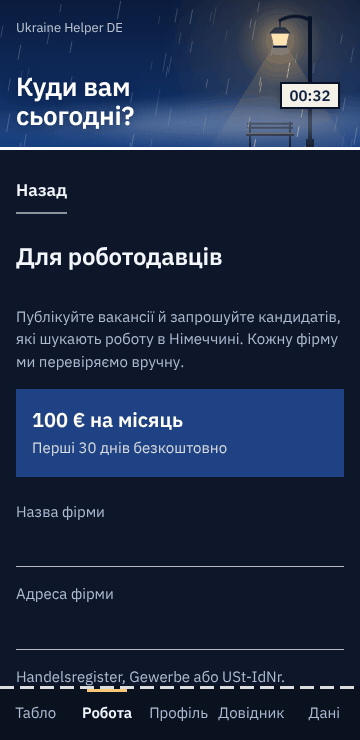 Ukraine Helper DE
Куди вам
сьогодні?
00:32
Назад
Для роботодавців
Публікуйте вакансії й запрошуйте кандидатів,
які шукають роботу в Німеччині. Кожну фірму
ми перевіряємо вручну.
100 € на місяць
Перші 30 днів безкоштовно
Назва фірми
Адреса фірми
Handelsregister, Gewerbe або USt-IdNr.
Табло Робота Профіль Довідник Дані